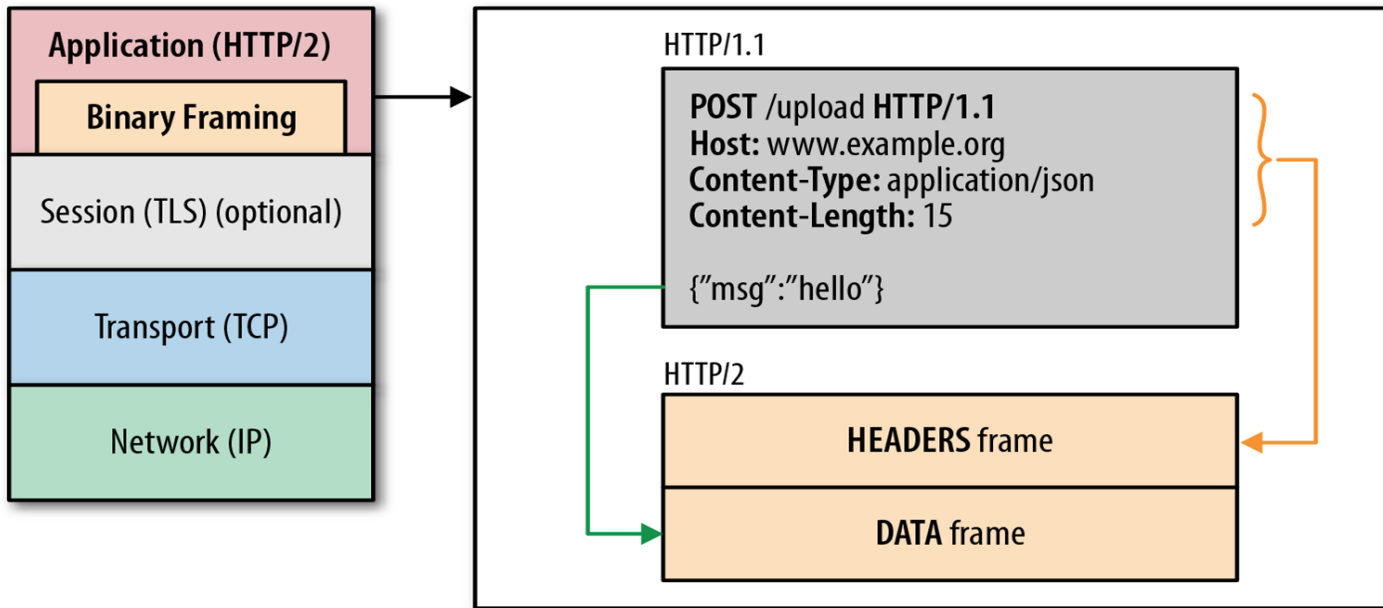 Application (HTTP/2)
Binary Framing
Session (TLS) (optional)
Transport (TCP)
Network (IP)
HTTP/1.1
POST /upload HTTP/1.1
Host: www.example.org
Content-Type: application/json
Content-Length: 15
{”msg”:”hello”}
HTTP/2
HEADERS frame
DATA frame